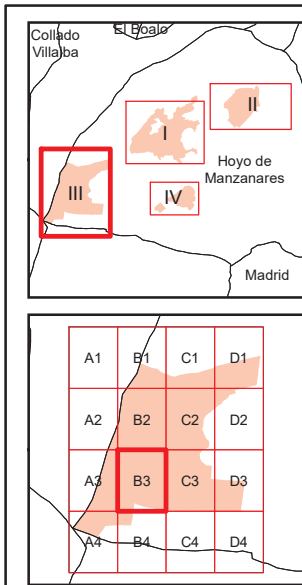 Collado
Villalba
El Boalo
I
II
III
IV
Hoyo de
Manzanares
Madrid
A1 B1 C1 D1
A2 B2 C2 D2
A3 B3 C3 D3
A4 B4 C4 D4